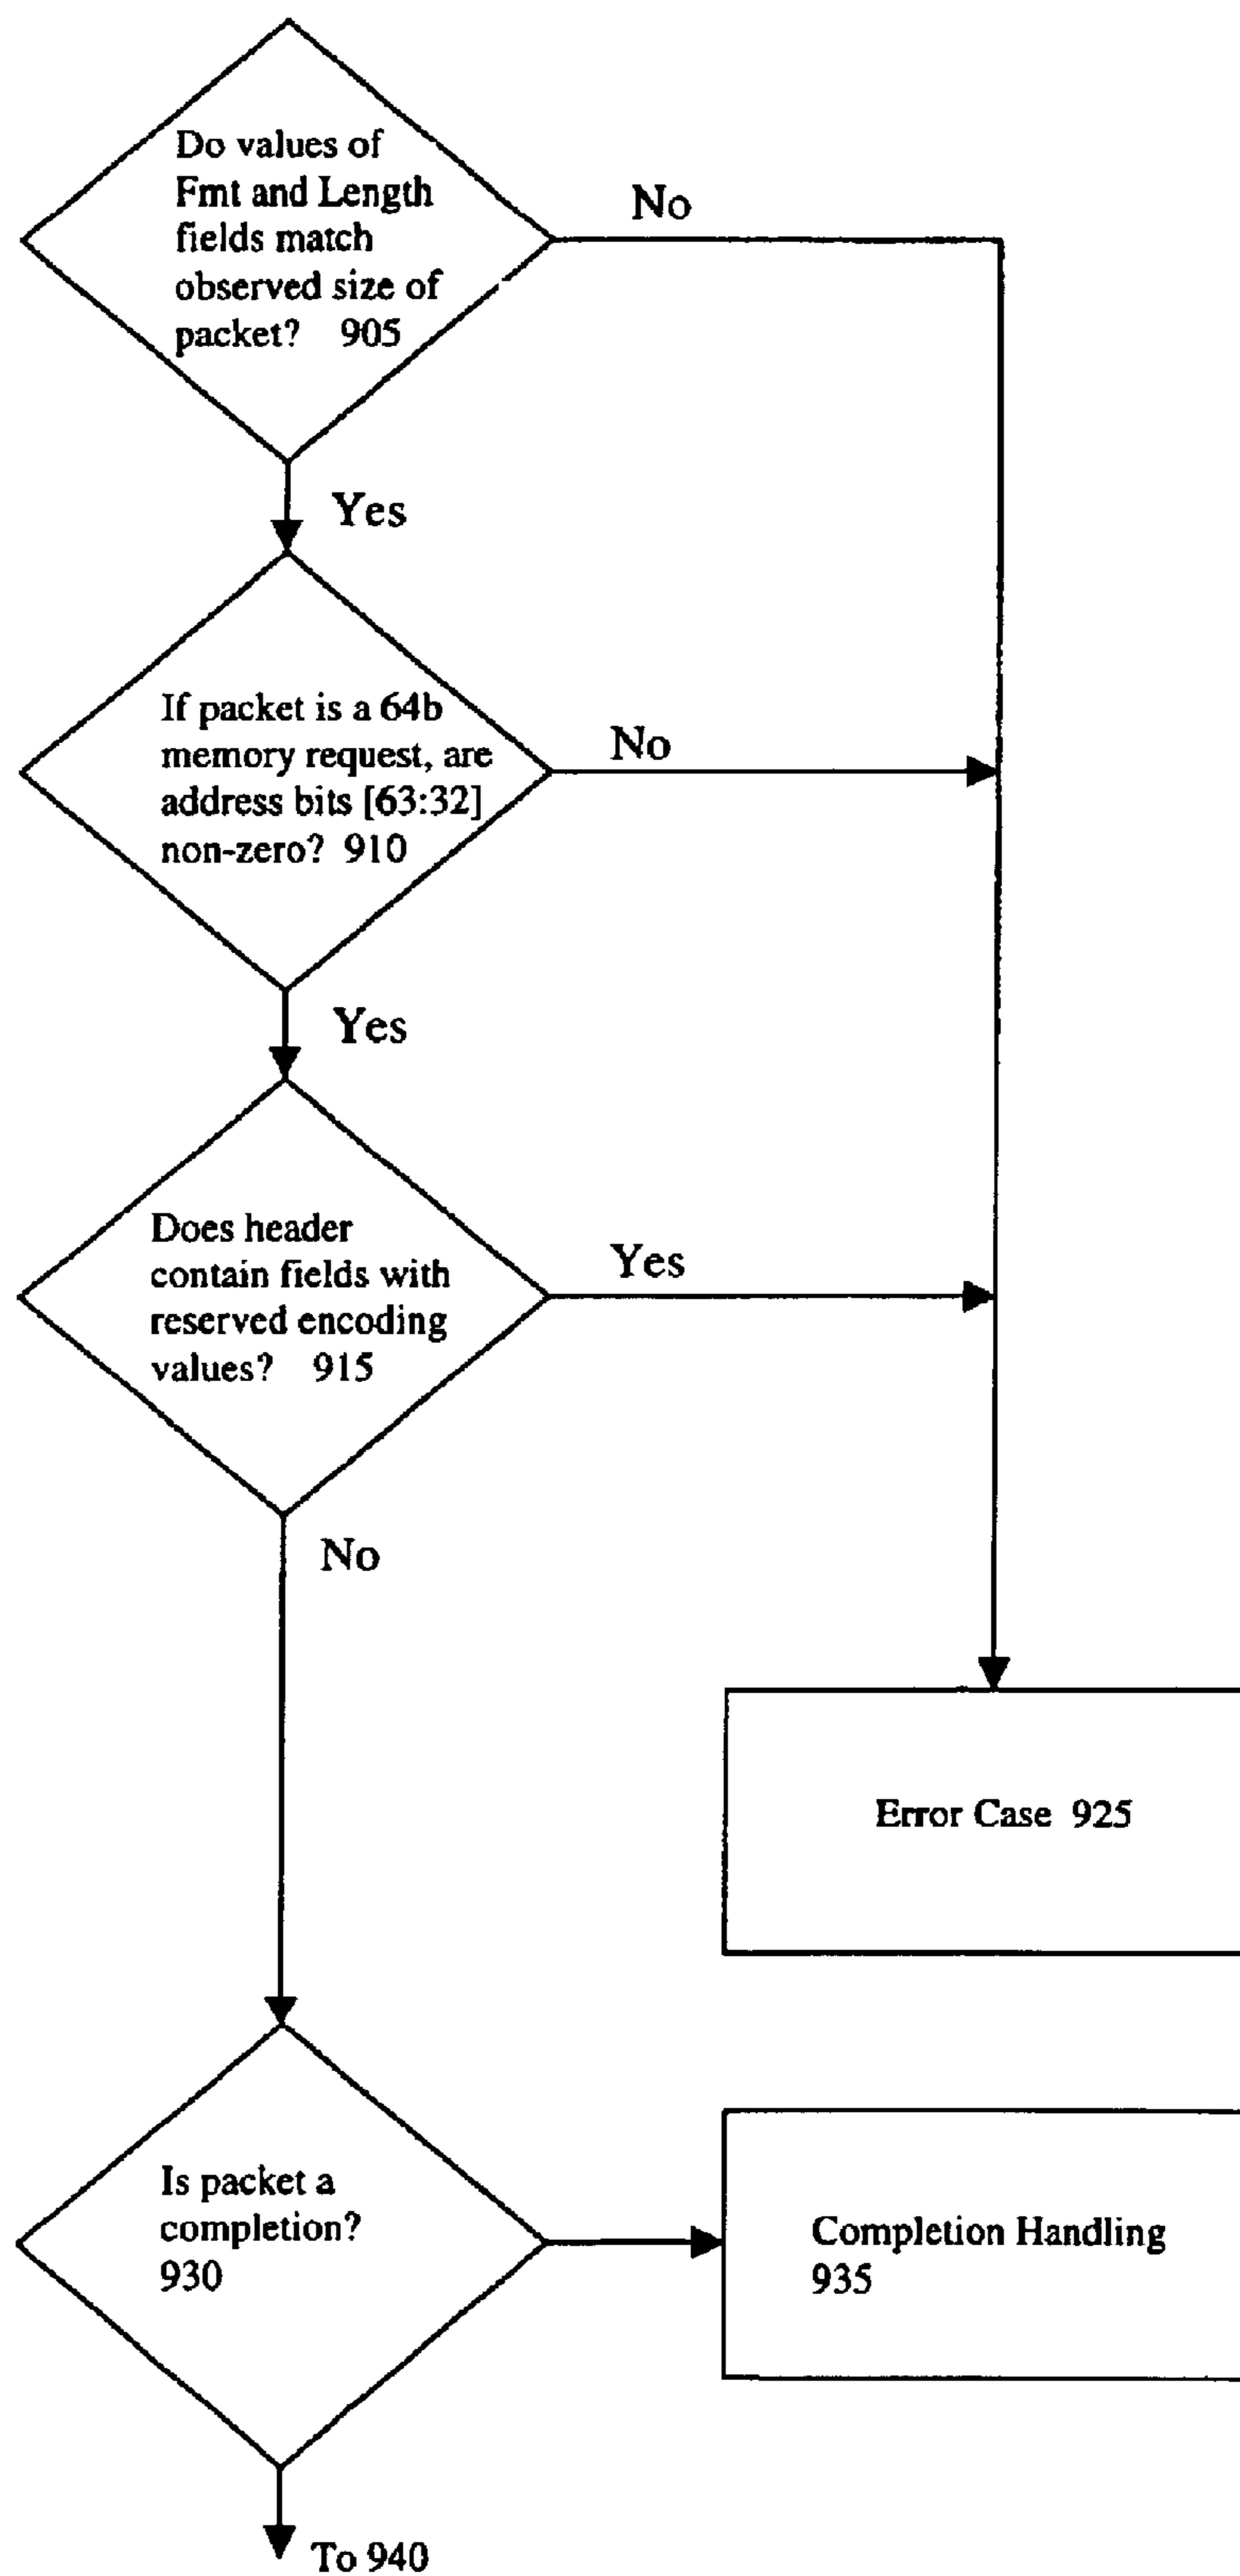 Do values of
Fmt and Length
fields match
observed size of
packet? 905
No
Yes
If packet is a 64b
memory request, are
address bits [63:32]
non-zero? 910
No
Yes
Does header
contain fields with
reserved encoding
values? 915
Yes
No
Error Case 925
Is packet a
completion?
930
Completion Handling
935
To 940